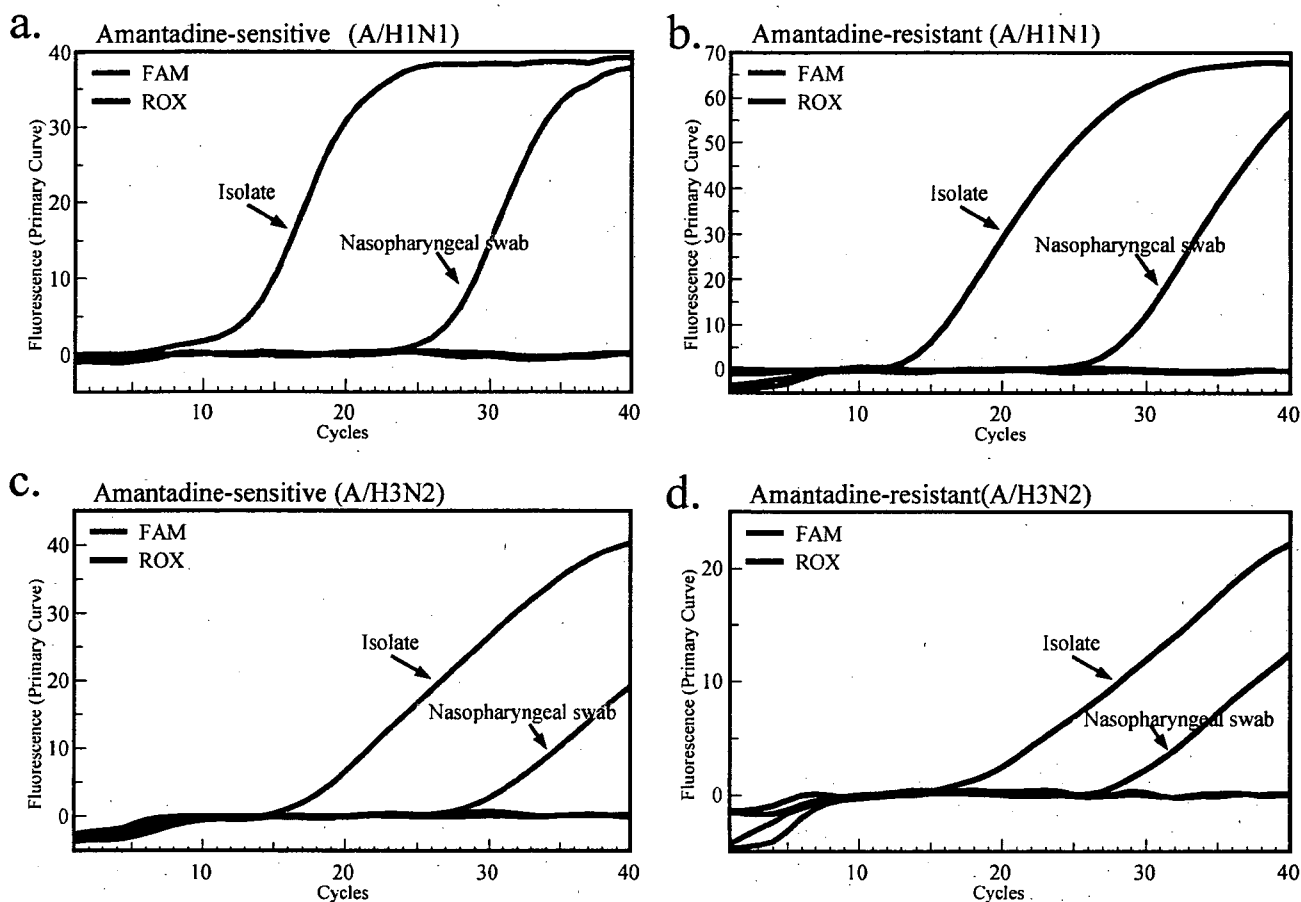 a.
Amantadine-sensitive (A/H1N1)
FAM
ROX
Isolate
Nasopharyngeal swab
Fluorescence (Primary Curve)
40
30
20
10
0
10
20
30
40
Cycles
b.
Amantadine-resistant (A/H1N1)
FAM
ROX
Isolate
Nasopharyngcal swab
Fluorescence (Primary Curve)
70
60
50
40
30
20
10
0
10
20
30
40
Cycles
c.
Amantadine-sensitive (A/H3N2)
FAM
ROX
Isolate
Nasopharyngeal swab
Fluorescence (Primary Curve)
40
30
20
10
0
10
20
30
40
Cycles
d.
Amantadine-resistant(A/H3N2)
FAM
ROX
Isolate
Nasopharyngeal swab
Fluorescence (Primary Curve)
20
10
0
10
20
30
40
Cycles